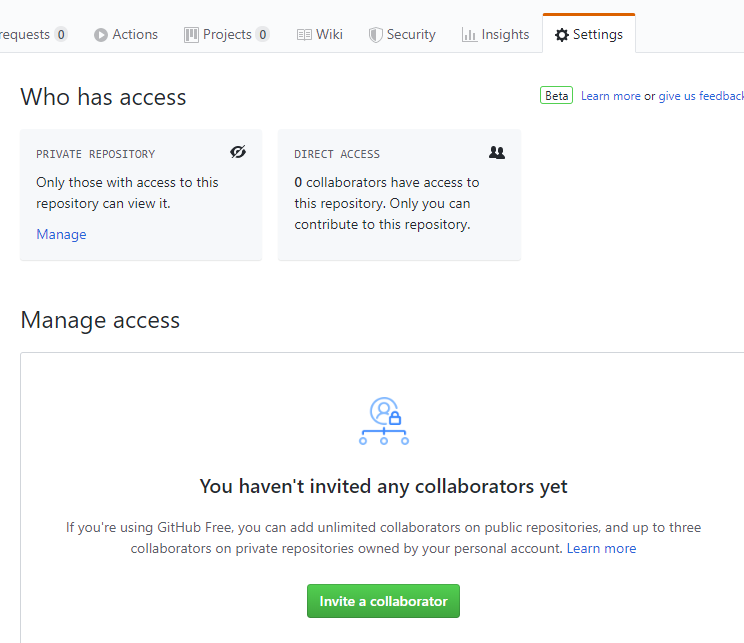 requests 0 Actions Projects 0 Wiki Security Insights Settings
Who has access
Beta Learn more or give us feedback
PRIVATE REPOSITORY
Only those with access to this
repository can view it.
Manage
DIRECT ACCESS
0 collaborators have access to
this repository. Only you can
contribute to this repository.
Manage access
You haven't invited any collaborators yet
If you're using GitHub Free, you can add unlimited collaborators on public repositories, and up to three
collaborators on private repositories owned by your personal account. Learn more
Invite a collaborator